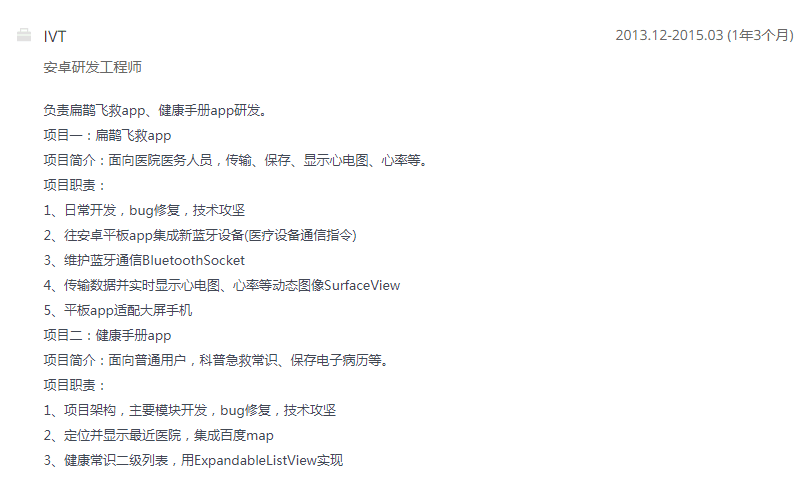 IVT
2013.12-2015.03 (1年3个月)
安卓研发工程师
负责扁鹊飞救app、健康手册app研发。
项目一：扁鹊飞救app
项目简介：面向医院医务人员，传输、保存、显示心电图、心率等。
项目职责：
1、日常开发，bug修复，技术攻坚
2、往安卓平板app集成新蓝牙设备(医疗设备通信指令)
3、维护蓝牙通信BluetoothSocket
4、传输数据并实时显示心电图、心率等动态图像SurfaceView
5、平板app适配大屏手机
项目二：健康手册app
项目简介：面向普通用户，科普急救常识、保存电子病历等。
项目职责：
1、项目架构，主要模块开发，bug修复，技术攻坚
2、定位并显示最近医院，集成百度map
3、健康常识二级列表，用ExpandableListView实现